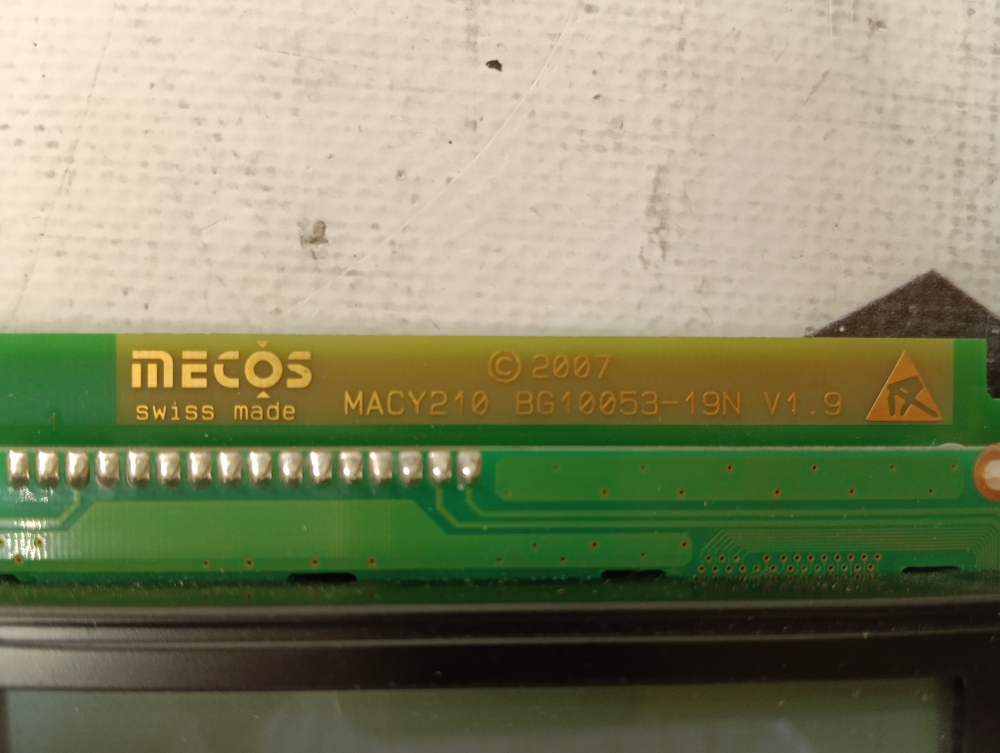 MECOS
swiss made
© 2007
MACY210 BG10053-19N V1.9